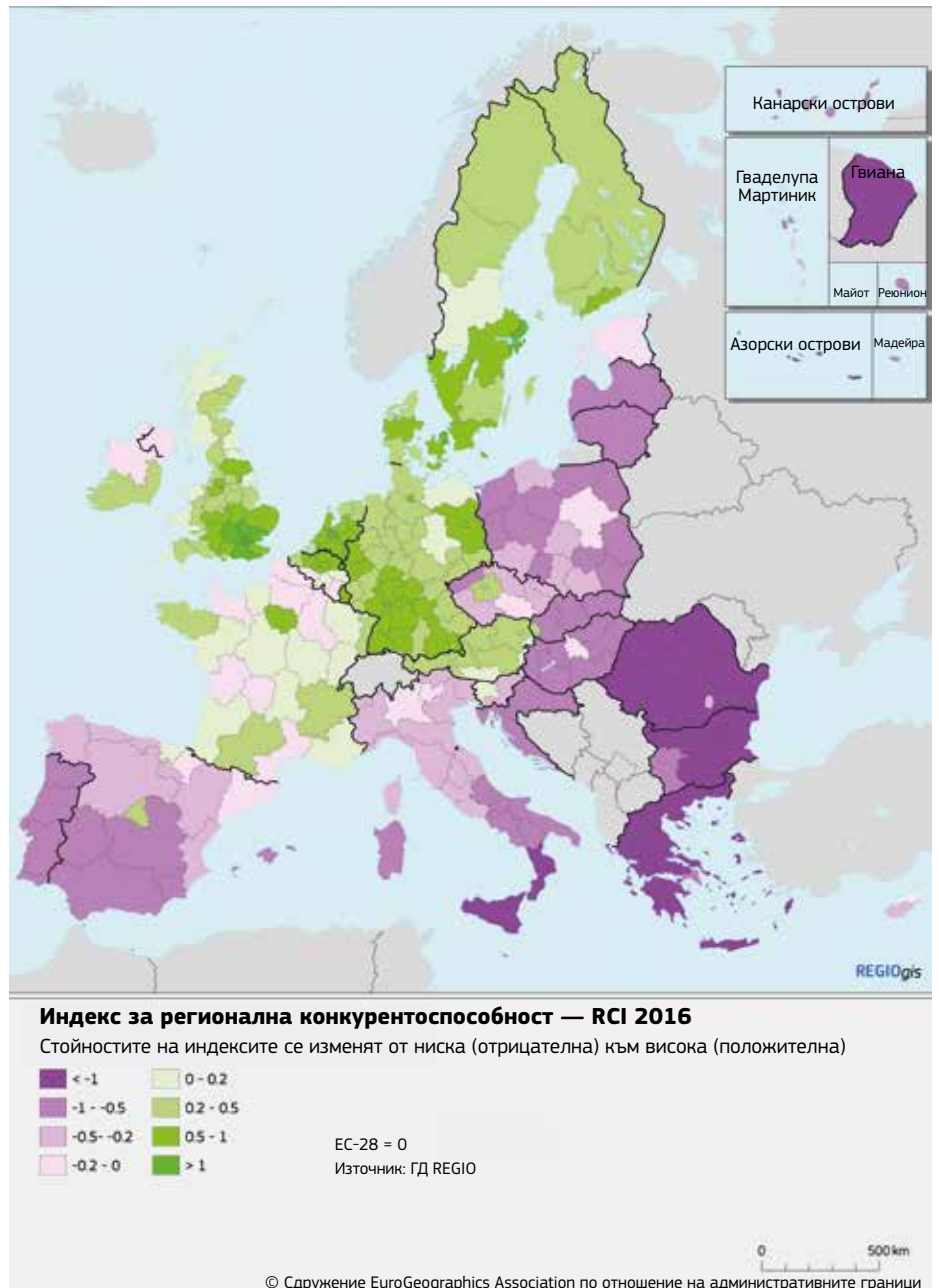 Канарски острови
Гваделупа
Мартиник
Гвиана
Майот
Реюнион
Азорски острови
Мадейра
REGIOgis
Индекс за регионална конкурентоспособност — RCI 2016
Стойностите на индексите се изменят от ниска (отрицателна) към висока (положителна)
< -1
-1 - -0.5
-0.5- -0.2
-0.2 - 0
0 - 0.2
0.2 - 0.5
0.5 - 1
> 1
ЕС-28 = 0
Източник: ГД REGIO
0 500 km
© Сдружение EuroGeographics Association по отношение на административните граници